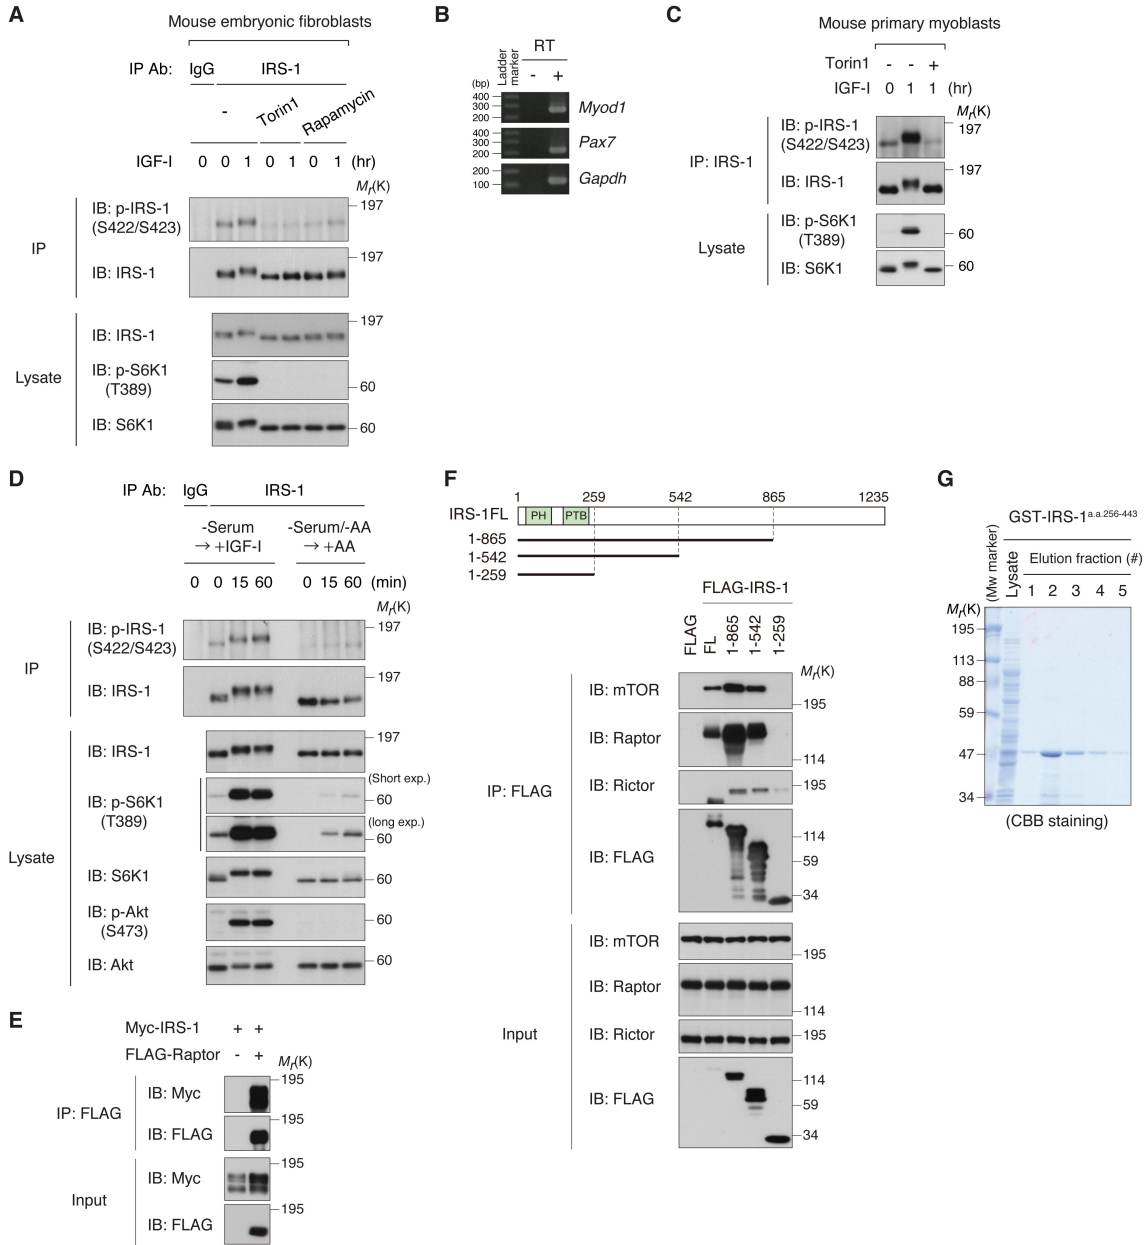 A
Mouse embryonic fibroblasts
IP Ab: IgG IRS-1
- Torin1 Rapamycin
IGF-I 0 0 1 0 1 0 1 (hr)
Mr(K)
IP
IB: p-IRS-1
(S422/S423)
197
IB: IRS-1
197
Lysate
IB: IRS-1
197
IB: p-S6K1
(T389)
60
IB: S6K1
60
B
RT
Ladder
marker
- +
(bp)
400
300
200
Myod1
400
300
200
Pax7
200
100
Gapdh
C
Mouse primary myoblasts
Torin1 - - +
IGF-I: 0 1 1 (hr)
Mr(K)
IP: IRS-1
IB: p-IRS-1
(S422/S423)
197
IB: IRS-1
197
Lysate
IB: p-S6K1
(T389)
60
IB: S6K1
60
D
IP Ab: IgG IRS-1
-Serum
→ +IGF-I
-Serum/-AA
→ +AA
0 0 15 60 0 15 60 (min)
Mr(K)
IP
IB: p-IRS-1
(S422/S423)
197
IB: IRS-1
197
Lysate
IB: IRS-1
197
IB: p-S6K1
(T389)
(Short exp.)
60
(long exp.)
60
IB: S6K1
60
IB: p-Akt
(S473)
60
IB: Akt
60
E
Myc-IRS-1 + +
FLAG-Raptor - +
Mr(K)
IP: FLAG
IB: Myc
195
IB: FLAG
195
Input
IB: Myc
195
IB: FLAG
195
F
1 259 542 865 1235
IRS-1FL PH PTB
1-865
1-542
1-259
FLAG-IRS-1
FLAG
FL
1-865
1-542
1-259
Mr(K)
IP: FLAG
IB: mTOR
195
IB: Raptor
114
IB: Rictor
195
IB: FLAG
114
59
34
Input
IB: mTOR
195
IB: Raptor
114
IB: Rictor
195
IB: FLAG
114
59
34
G
GST-IRS-1a.a.256-443
(Mw marker)
Lysate
Elution fraction (#)
1 2 3 4 5
Mr(K)
195
113
88
59
47
34
(CBB staining)